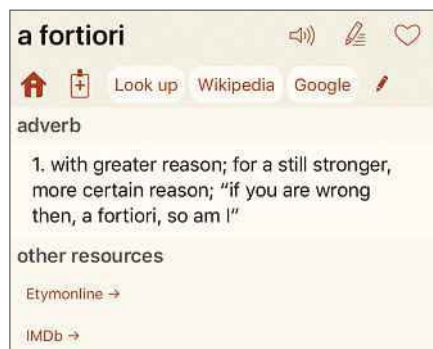 a fortiori
Look up Wikipedia Google
adverb
1. with greater reason; for a still stronger,
more certain reason; “if you are wrong
then, a fortiori, so am I”
other resources
Etymonline →
IMDb →